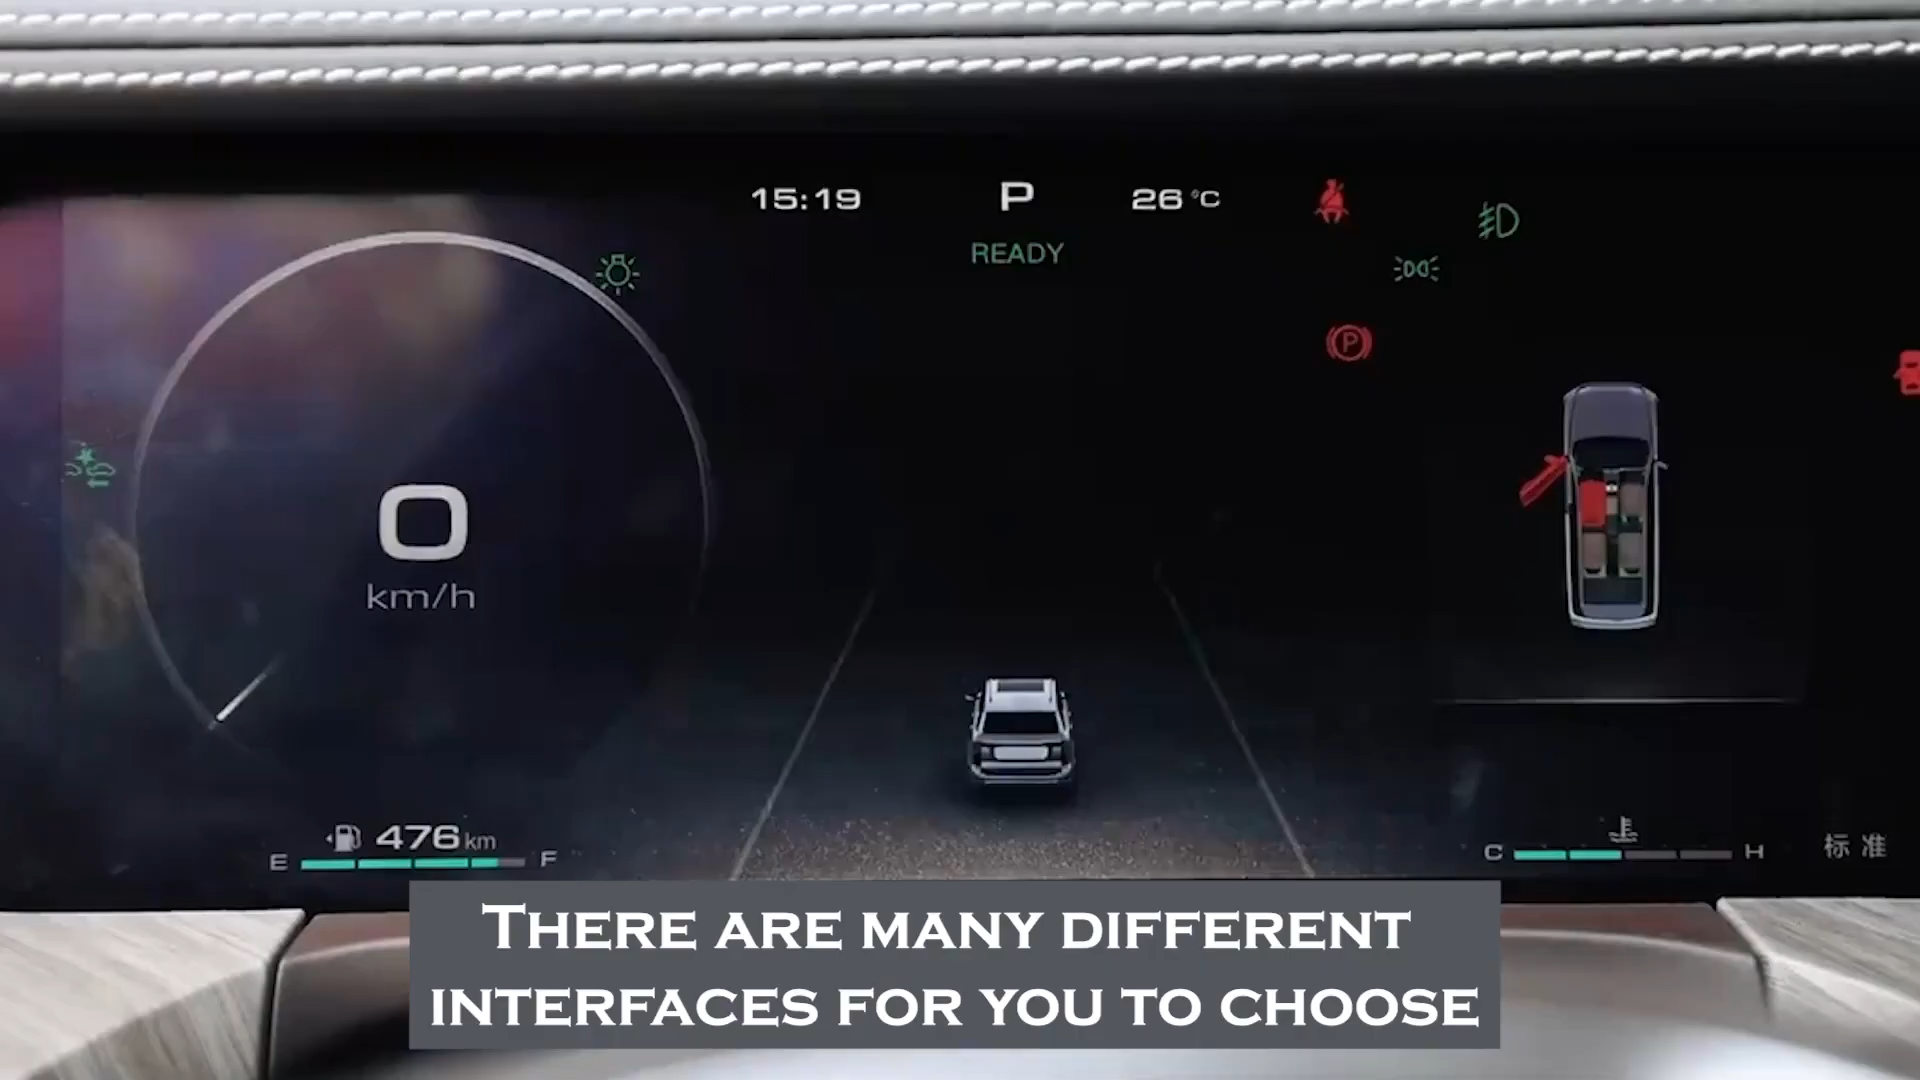 15:19
P
26 °C
READY
P
0
km/h
476 km
E
F
C
H
标准
THERE ARE MANY DIFFERENT
INTERFACES FOR YOU TO CHOOSE